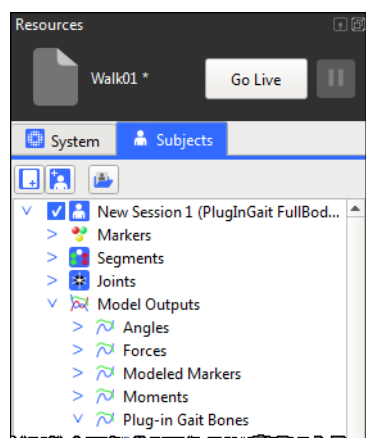 Resources
Walk01 *
Go Live
System
Subjects
New Session 1 (PlugInGait FullBod...
Markers
Segments
Joints
Model Outputs
Angles
Forces
Modeled Markers
Moments
Plug-in Gait Bones